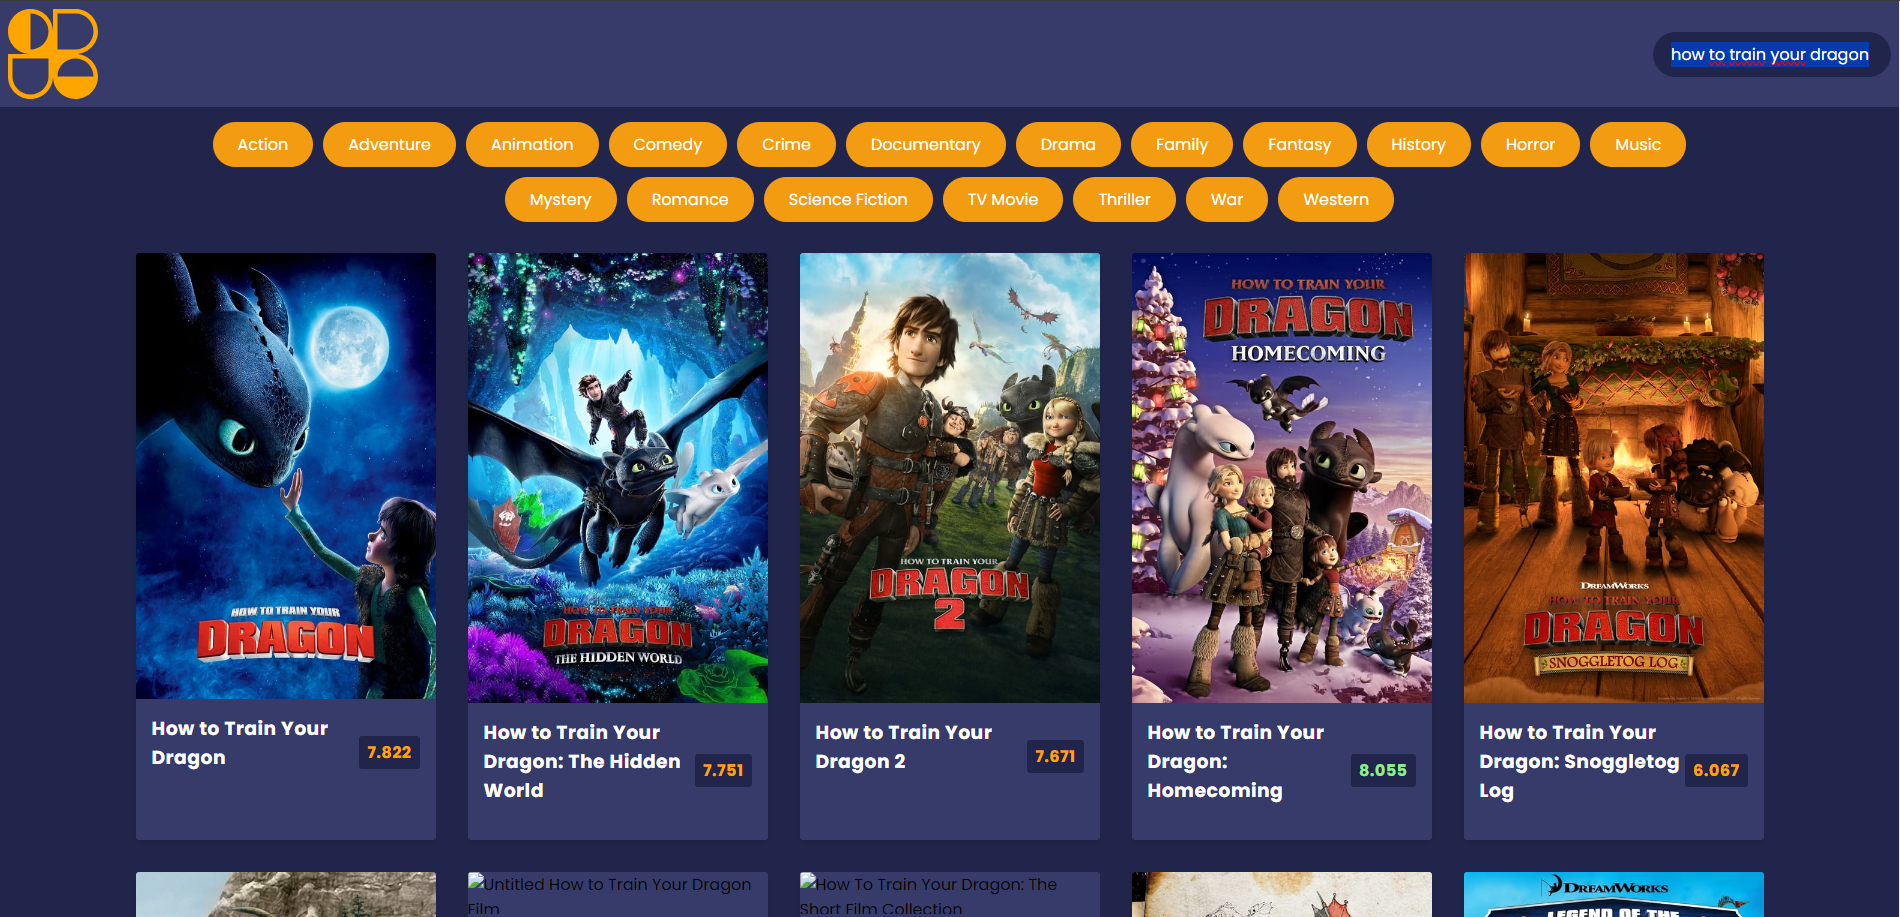 how to train your dragon
Action Adventure Animation Comedy Crime Documentary Drama Family Fantasy History Horror Music
Mystery Romance Science Fiction TV Movie Thriller War Western
HOW TO TRAIN YOUR
DRAGON
HOW TO TRAIN YOUR
DRAGON
THE HIDDEN WORLD
HOW TO TRAIN YOUR
DRAGON
2
HOW TO TRAIN YOUR
DRAGON
HOMECOMING
DREAMWORKS
HOW TO TRAIN YOUR
DRAGON
SNOGGLETOG LOG
How to Train Your
Dragon
7.822
How to Train Your
Dragon: The Hidden
World
7.751
How to Train Your
Dragon 2
7.671
How to Train Your
Dragon:
Homecoming
8.055
How to Train Your
Dragon: Snoggletog
Log
6.067
Untitled How to Train Your Dragon
Film
How To Train Your Dragon: The
Short Film Collection
DREAMWORKS
LEGEND OF THE